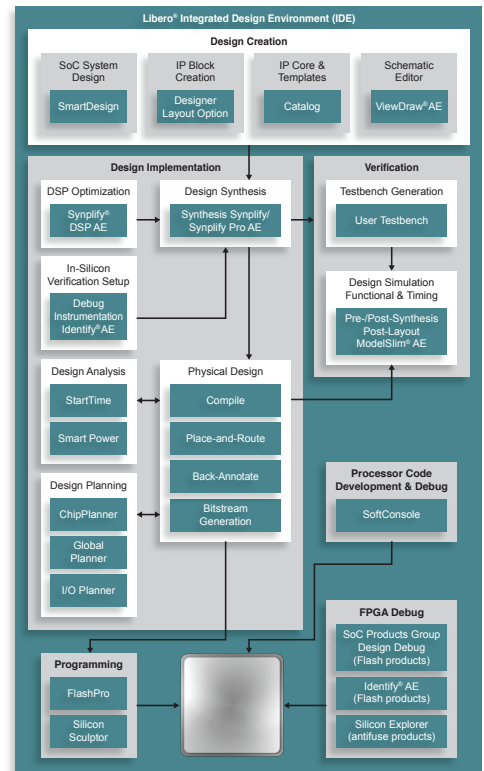 Libero® Integrated Design Environment (IDE)
Design Creation
SoC System
Design
SmartDesign
IP Block
Creation
Designer
Layout Option
IP Core &
Templates
Catalog
Schematic
Editor
ViewDraw® AE
Design Implementation
DSP Optimization
Synplify®
DSP AE
Design Synthesis
Synthesis Synplify/
Synplify Pro AE
In-Silicon
Verification Setup
Debug
Instrumentation
Identify® AE
Design Analysis
StartTime
Smart Power
Physical Design
Compile
Place-and-Route
Back-Annotate
Bitstream
Generation
Design Planning
ChipPlanner
Global
Planner
I/O Planner
Verification
Testbench Generation
User Testbench
Design Simulation
Functional & Timing
Pre-/Post-Synthesis
Post-Layout
ModelSlim® AE
Processor Code
Development & Debug
SoftConsole
Programming
FlashPro
Silicon
Sculptor
FPGA Debug
SoC Products Group
Design Debug
(Flash products)
Identify® AE
(Flash products)
Silicon Explorer
(antifuse products)